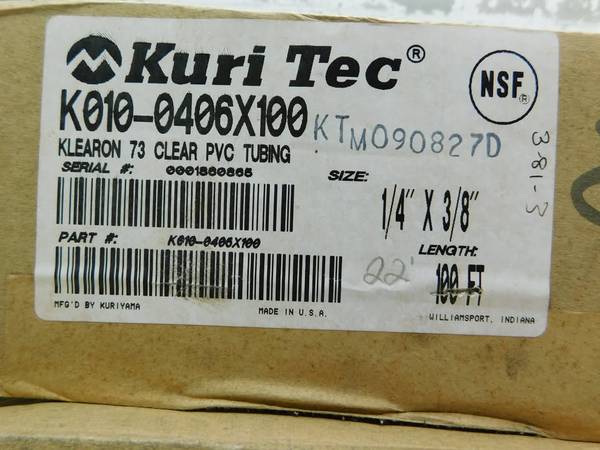 Kuri Tec®
NSF®
K010-0406X100
KTM090827D
KLEARON 73 CLEAR PVC TUBING
381-3
SERIAL #: 0001860865
SIZE:
1/4" X 3/8"
PART #: K010-0406X100
LENGTH:
22'
100 FT
MFG'D BY KURIYAMA
MADE IN U.S.A.
WILLIAMSPORT, INDIANA